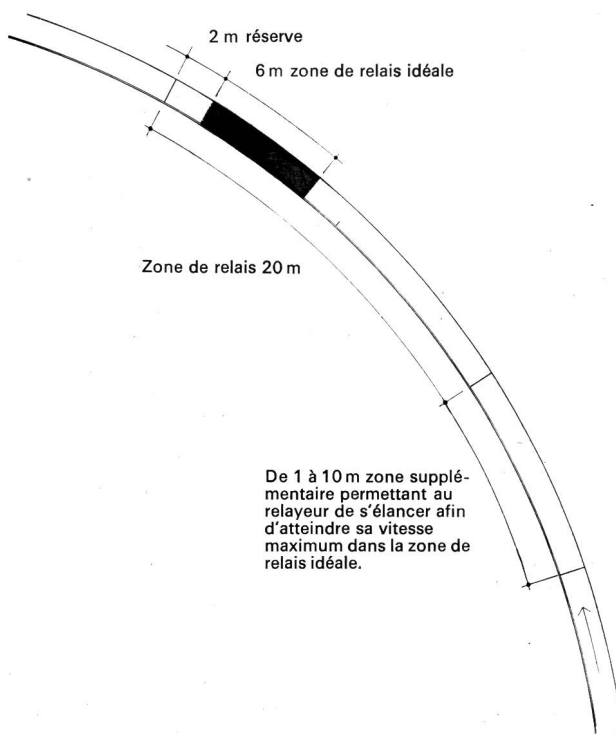 2 m réserve
6 m zone de relais idéale
Zone de relais 20 m
De 1 à 10 m zone supplé-
mentaire permettant au
relayeur de s'élancer afin
d'atteindre sa vitesse
maximum dans la zone de
relais idéale.